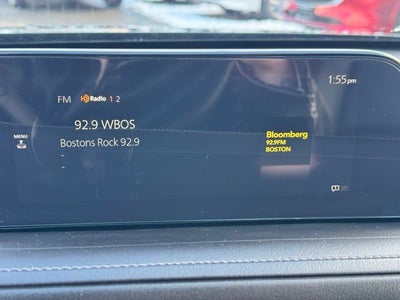 1:55pm
FM HD Radio 1 2
92.9 WBOS
Bostons Rock 92.9
-
MENU
Bloomberg
92.9FM
BOSTON